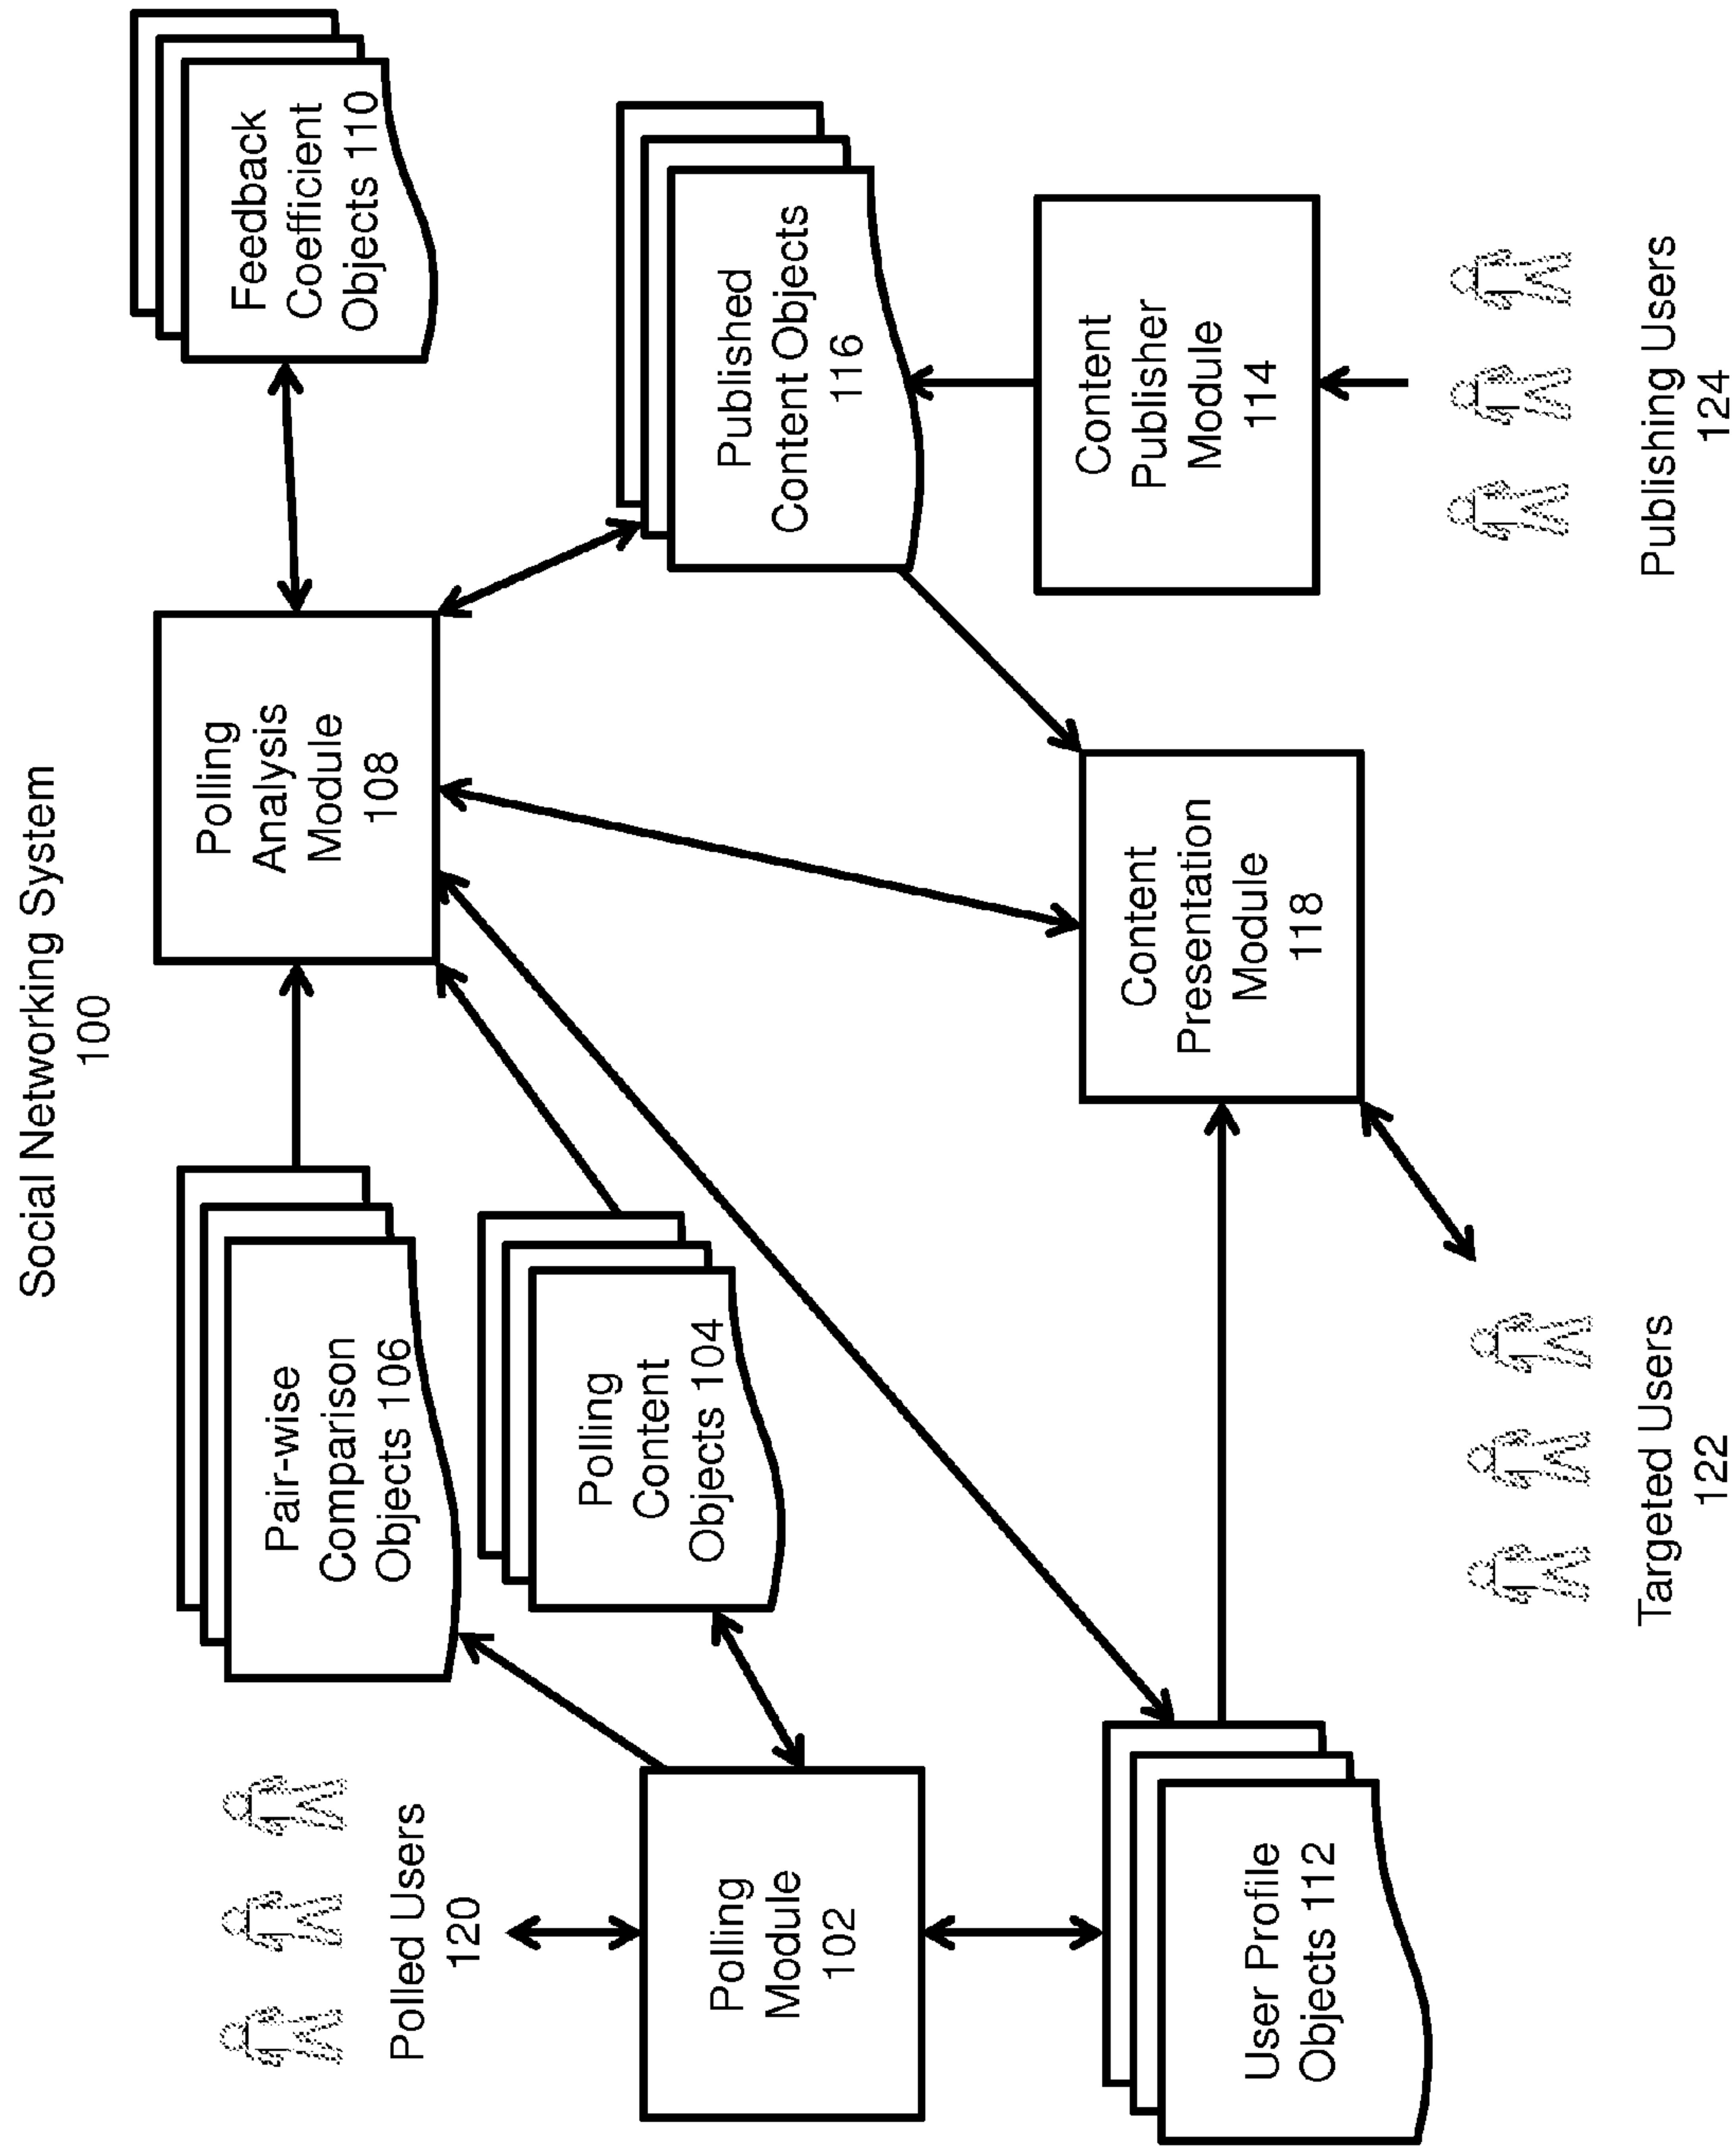 Social Networking System
100
Polled Users
120
Pair-wise
Comparison
Objects 106
Polling
Analysis
Module
108
Feedback
Coefficient
Objects 110
Polling
Module
102
Polling
Content
Objects 104
Published
Content Objects
116
User Profile
Objects 112
Content
Presentation
Module
118
Content
Publisher
Module
114
Targeted Users
122
Publishing Users
124